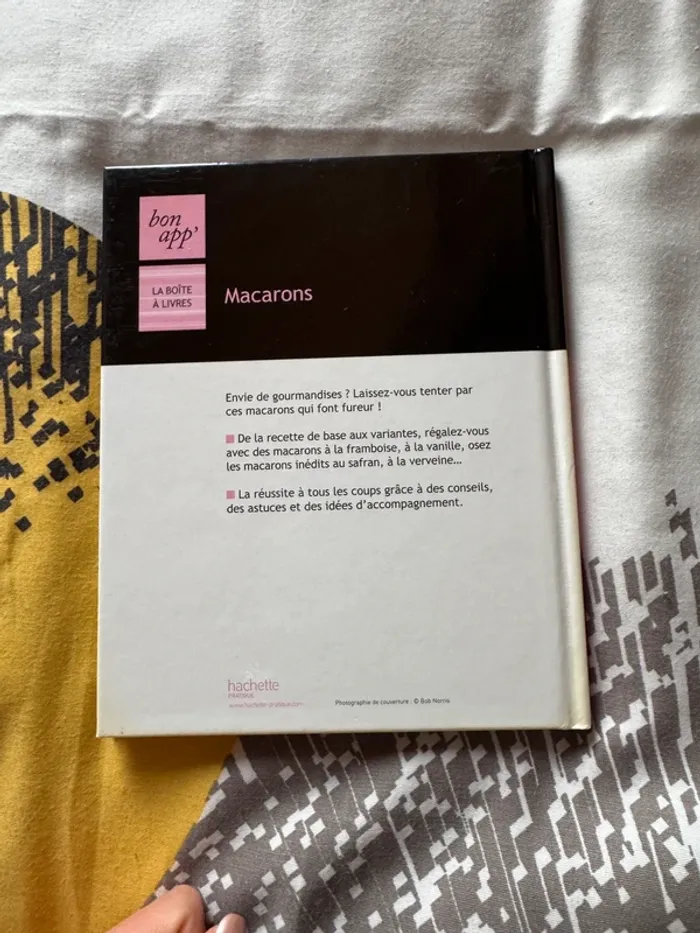 bon
app'
LA BOÎTE
À LIVRES
Macarons
Envie de gourmandises ? Laissez-vous tenter par
ces macarons qui font fureur !
De la recette de base aux variantes, régalez-vous
avec des macarons à la framboise, à la vanille, osez
les macarons inédits au safran, à la verveine...
La réussite à tous les coups grâce à des conseils,
des astuces et des idées d'accompagnement.
hachette
PRATIQUE
www.hachette-pratique.com
Photographie de couverture : © Bob Norris